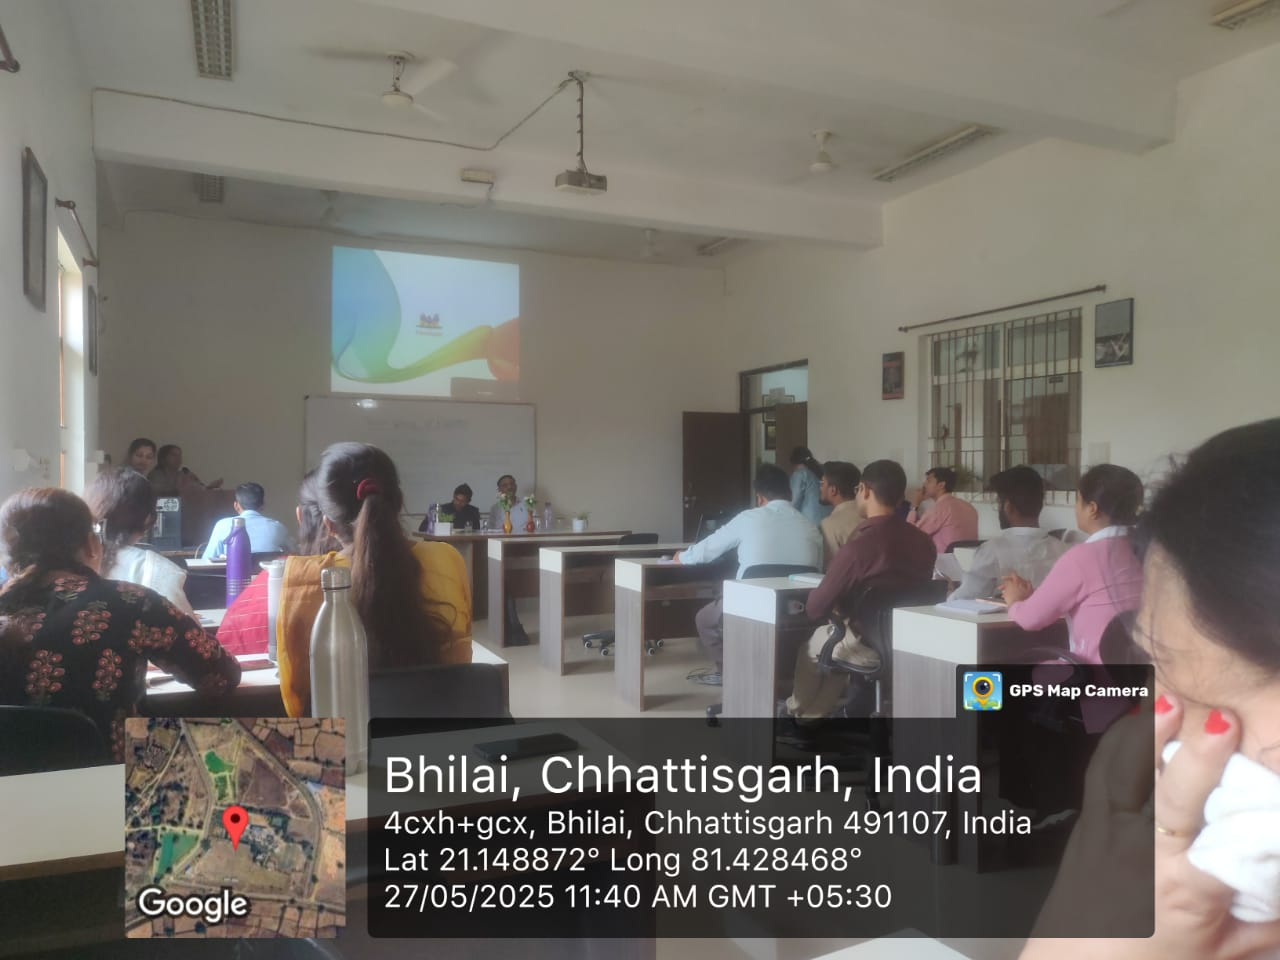 GPS Map Camera
Bhilai, Chhattisgarh, India
4cxh+gcx, Bhilai, Chhattisgarh 491107, India
Lat 21.148872° Long 81.428468°
27/05/2025 11:40 AM GMT +05:30
Google